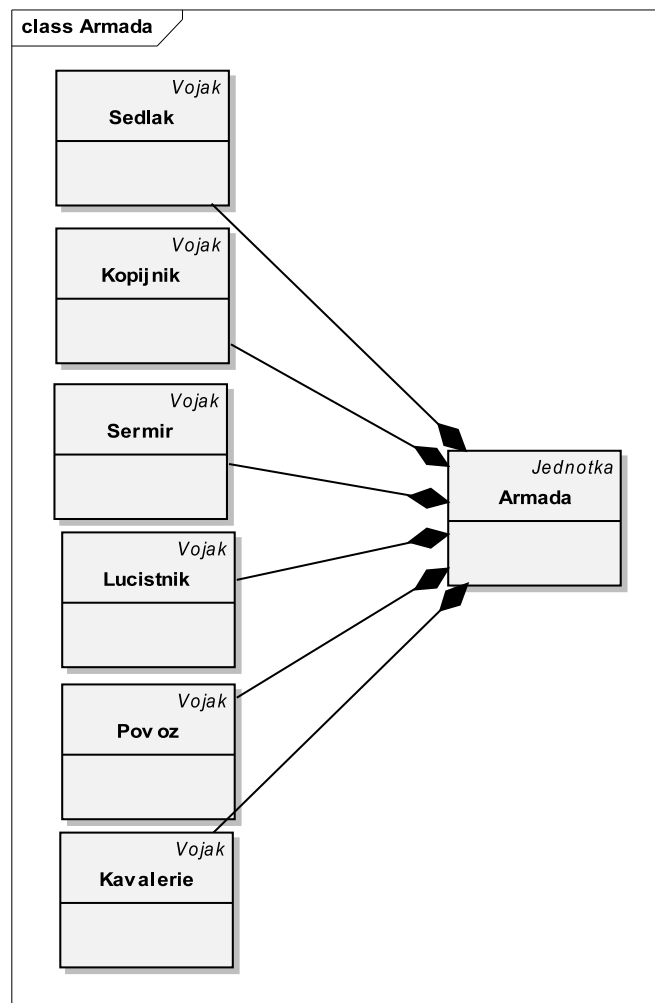 class Armada
Vojak
Sedlak
Vojak
Kopijnik
Vojak
Sermir
Vojak
Lucistnik
Vojak
Povoz
Vojak
Kavalerie
Jednotka
Armada